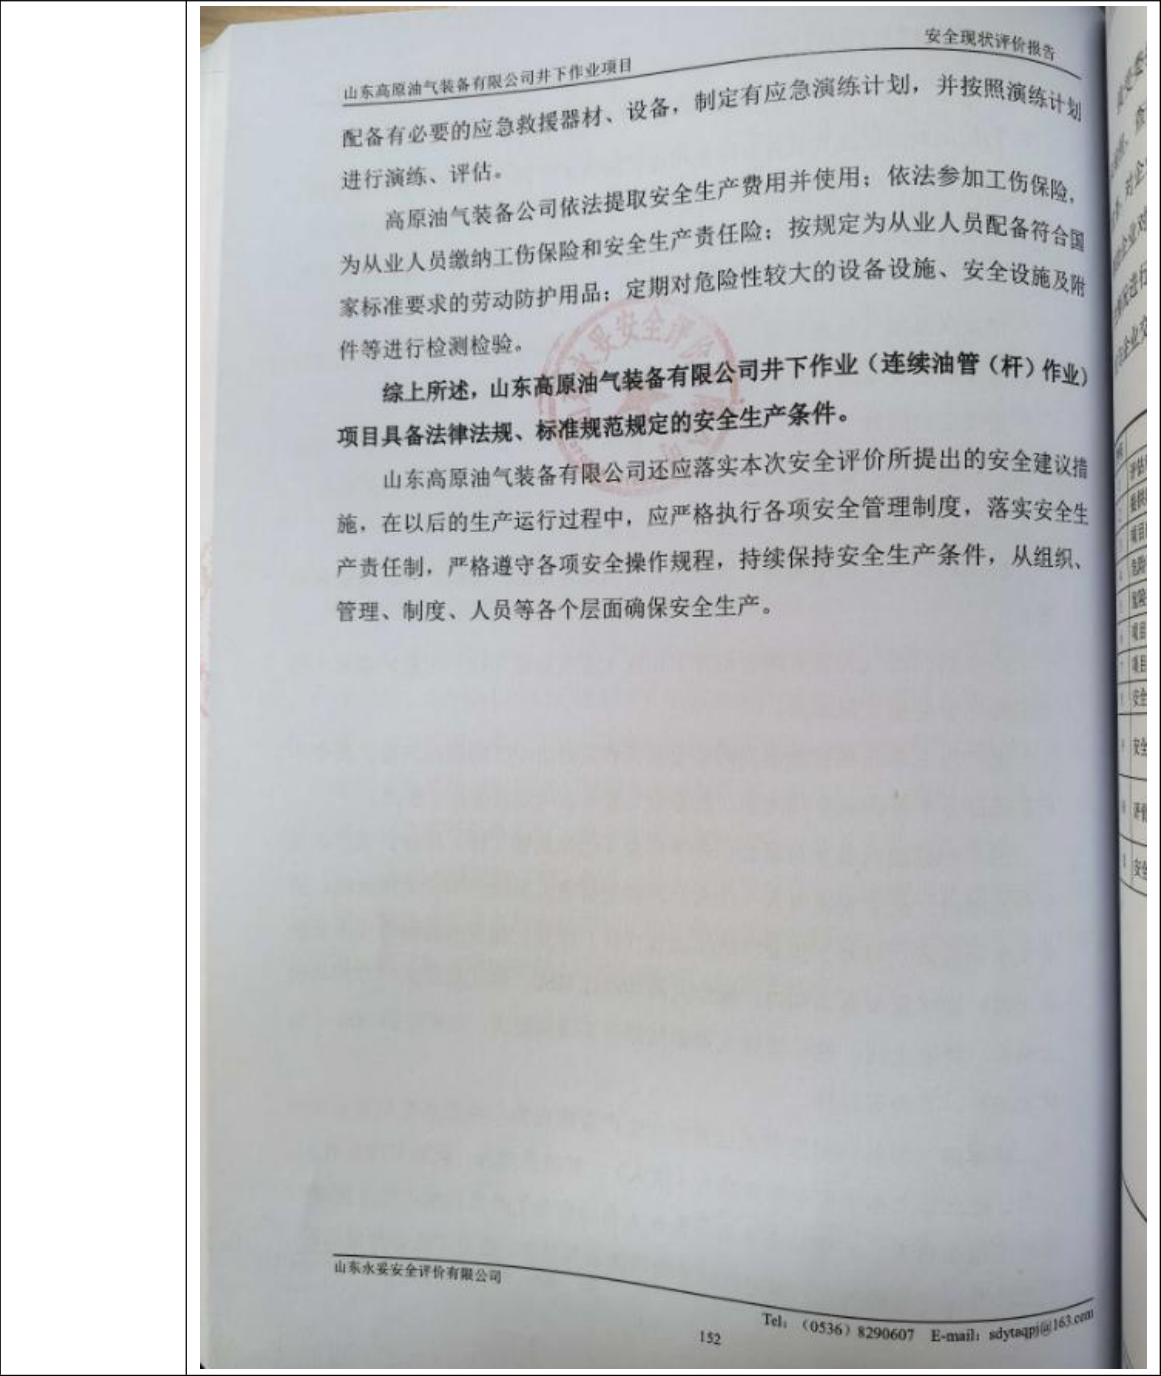 山东高原油气装备有限公司井下作业项目
安全现状评价报告
配备有必要的应急救援器材、设备，制定有应急演练计划，并按照演练计划
进行演练、评估。
高原油气装备公司依法提取安全生产费用并使用；依法参加工伤保险，
为从业人员缴纳工伤保险和安全生产责任险；按规定为从业人员配备符合国
家标准要求的劳动防护用品；定期对危险性较大的设备设施、安全设施及附
件等进行检测检验。
综上所述，山东高原油气装备有限公司井下作业（连续油管（杆）作业）
项目具备法律法规、标准规范规定的安全生产条件。
山东高原油气装备有限公司还应落实本次安全评价所提出的安全建议措
施，在以后的生产运行过程中，应严格执行各项安全管理制度，落实安全生
产责任制，严格遵守各项安全操作规程，持续保持安全生产条件，从组织、
管理、制度、人员等各个层面确保安全生产。
山东永妥安全评价有限公司
Tel：（0536）8290607 E-mail：sdytaqpj@163.com
152